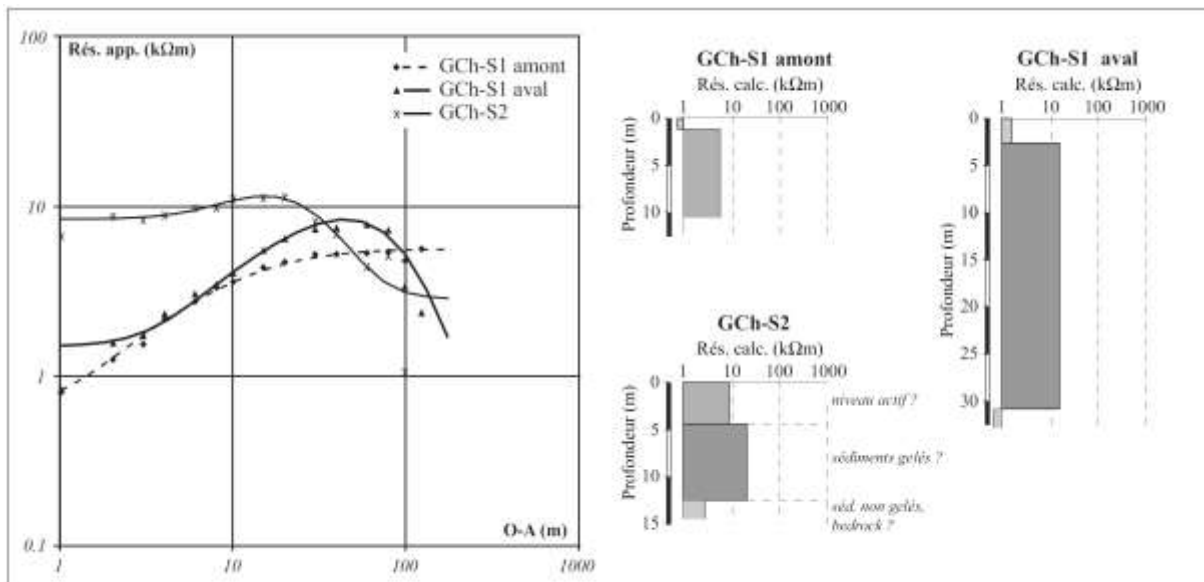 100
Rés. app. (kΩm)
GCh-S1 amont
GCh-S1 aval
GCh-S2
10
1
0.1
O-A (m)
1 10 100 1000
GCh-S1 amont
Rés. calc. (kΩm)
1 10 100 1000
Profondeur (m)
0
5
10
GCh-S2
Rés. calc. (kΩm)
1 10 100 1000
Profondeur (m)
0
5
10
15
niveau actif ?
sédiments gelés ?
séd. non gelés,
bedrock ?
GCh-S1 aval
Rés. calc. (kΩm)
1 10 100 1000
Profondeur (m)
0
5
10
15
20
25
30